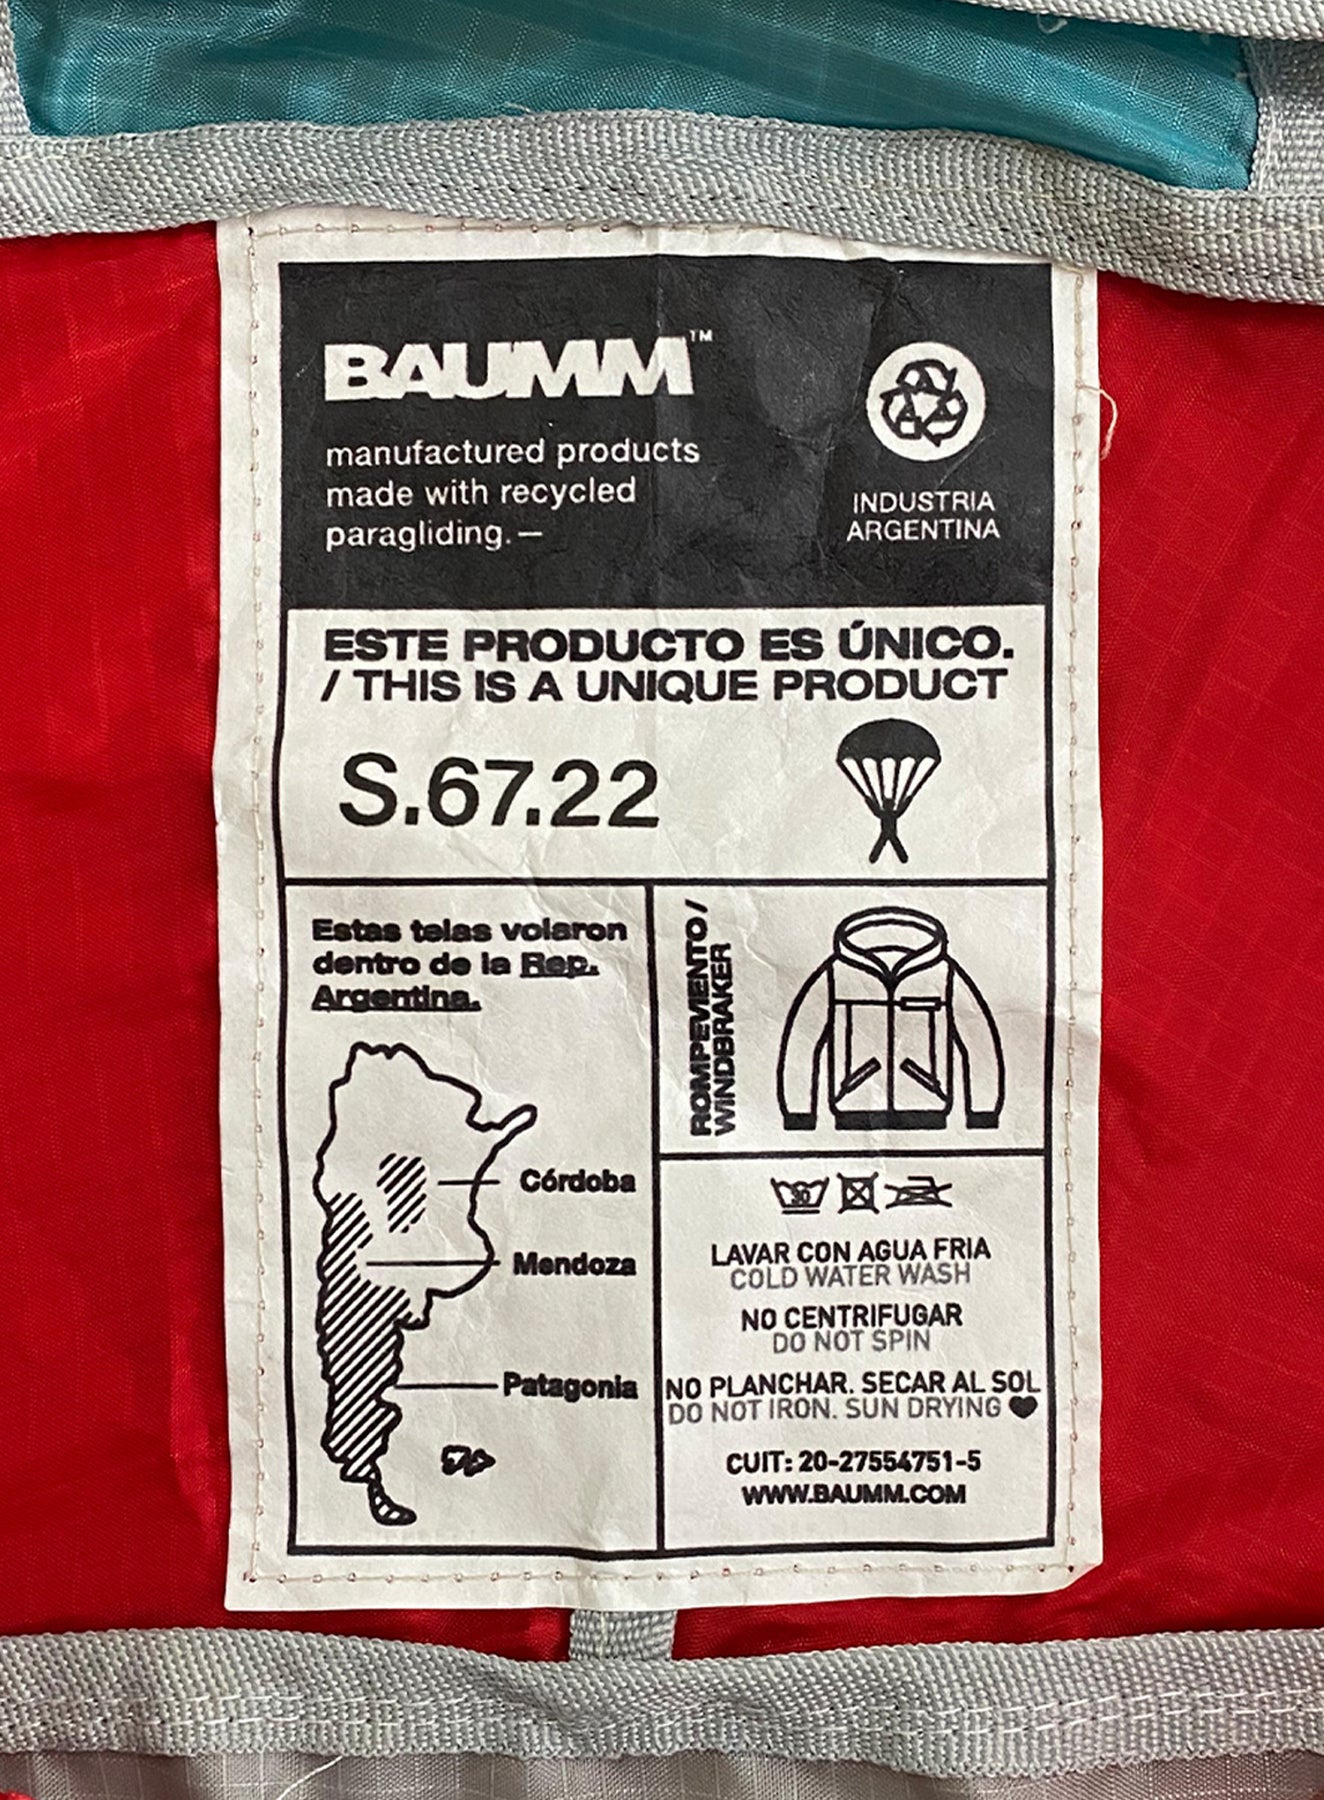 BAUMM™
manufactured products
made with recycled
paragliding.—
INDUSTRIA
ARGENTINA
ESTE PRODUCTO ES ÚNICO.
/ THIS IS A UNIQUE PRODUCT
S.67.22
Estas telas volaron
dentro de la Rep.
Argentina.
Córdoba
Mendoza
Patagonia
ROMPEVIENTO /
WINDBRAKER
30
LAVAR CON AGUA FRIA
COLD WATER WASH
NO CENTRIFUGAR
DO NOT SPIN
NO PLANCHAR. SECAR AL SOL
DO NOT IRON. SUN DRYING ♥
CUIT: 20-27554751-5
WWW.BAUMM.COM